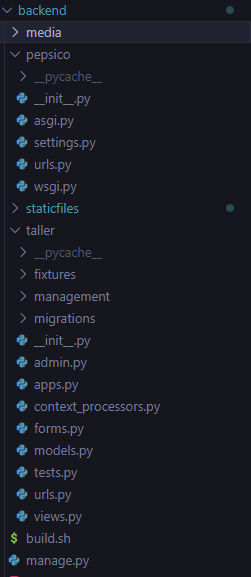 backend
media
pepsico
__pycache__
__init__.py
asgi.py
settings.py
urls.py
wsgi.py
staticfiles
taller
__pycache__
fixtures
management
migrations
__init__.py
admin.py
apps.py
context_processors.py
forms.py
models.py
tests.py
urls.py
views.py
$ build.sh
manage.py